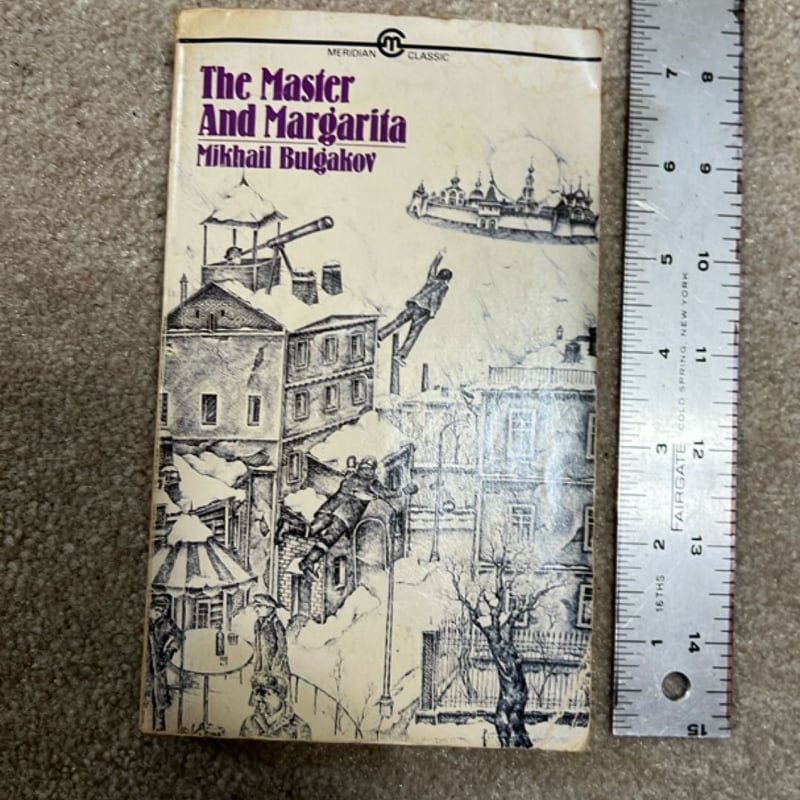 MERIDIAN M CLASSIC
The Master
And Margarita
Mikhail Bulgakov
7 8
6 9
5 10
4 11
3 12
2 13
1 14
15
FAIRGATE COLD SPRING, NEW YORK
16THS